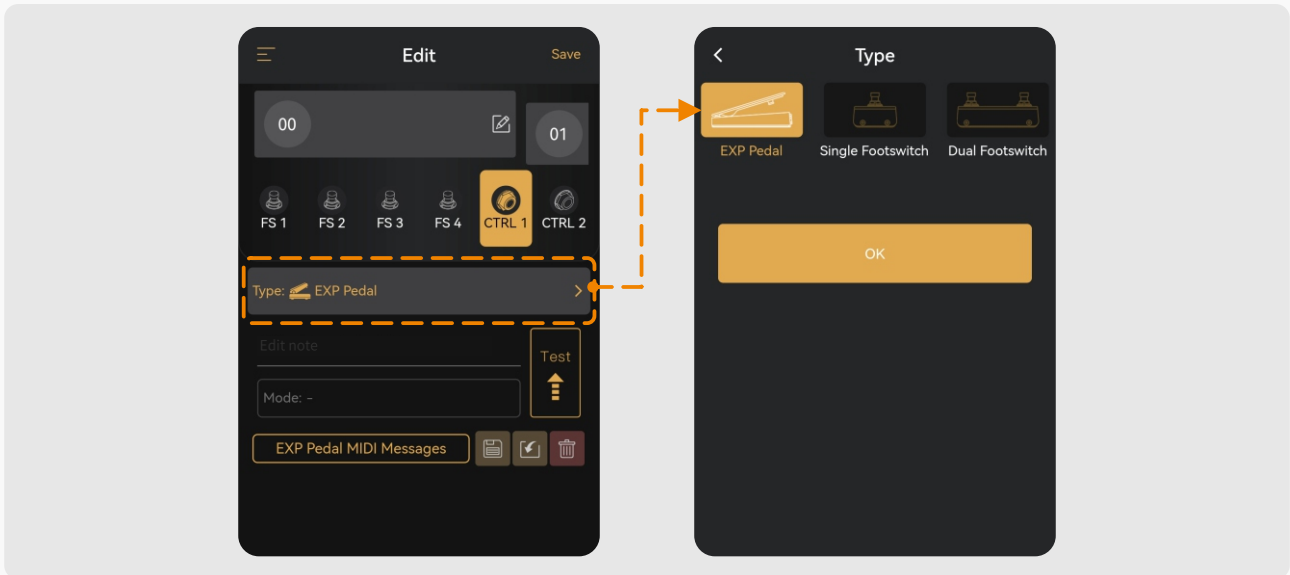 Edit
Save
00
01
FS 1
FS 2
FS 3
FS 4
CTRL 1
CTRL 2
Type: EXP Pedal
Edit note
Test
Mode: –
EXP Pedal MIDI Messages
Type
EXP Pedal
Single Footswitch
Dual Footswitch
OK